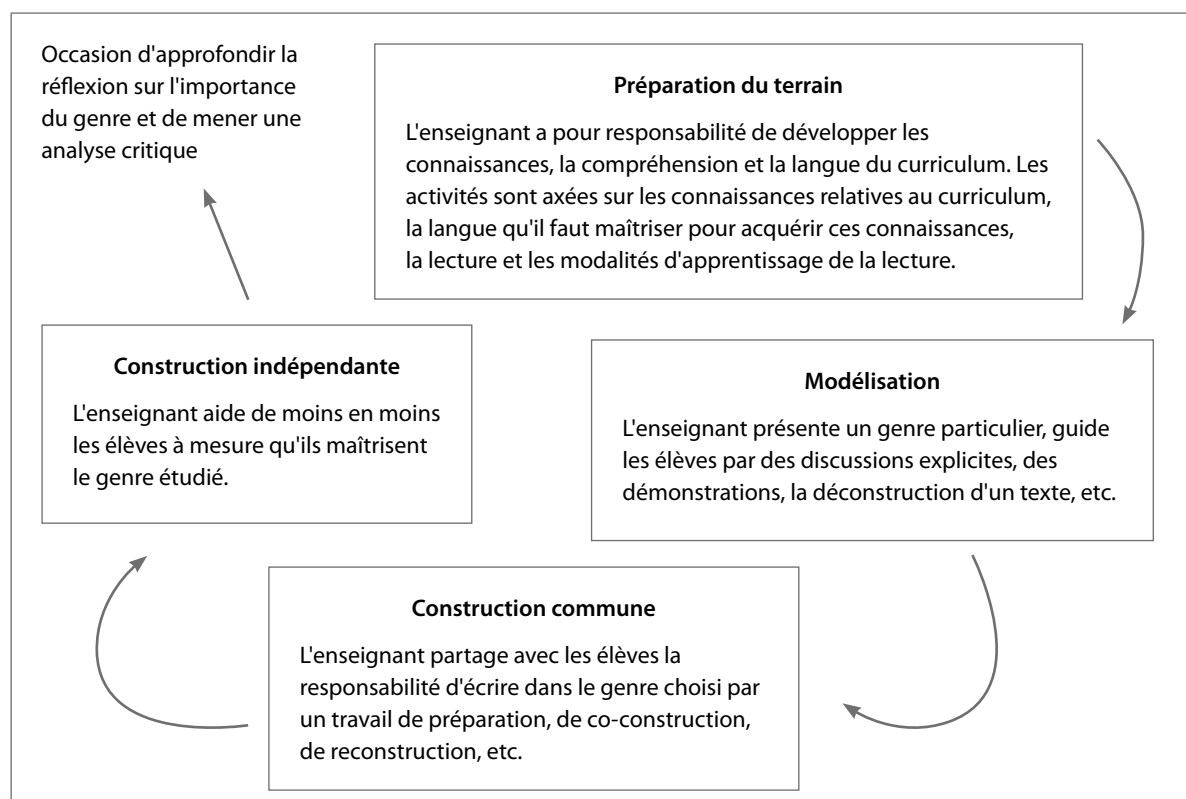 Occasion d'approfondir la
réflexion sur l'importance
du genre et de mener une
analyse critique
Préparation du terrain
L'enseignant a pour responsabilité de développer les
connaissances, la compréhension et la langue du curriculum. Les
activités sont axées sur les connaissances relatives au curriculum,
la langue qu'il faut maîtriser pour acquérir ces connaissances,
la lecture et les modalités d'apprentissage de la lecture.
Modélisation
L'enseignant présente un genre particulier, guide
les élèves par des discussions explicites, des
démonstrations, la déconstruction d'un texte, etc.
Construction commune
L'enseignant partage avec les élèves la
responsabilité d'écrire dans le genre choisi par
un travail de préparation, de co-construction,
de reconstruction, etc.
Construction indépendante
L'enseignant aide de moins en moins
les élèves à mesure qu'ils maîtrisent
le genre étudié.